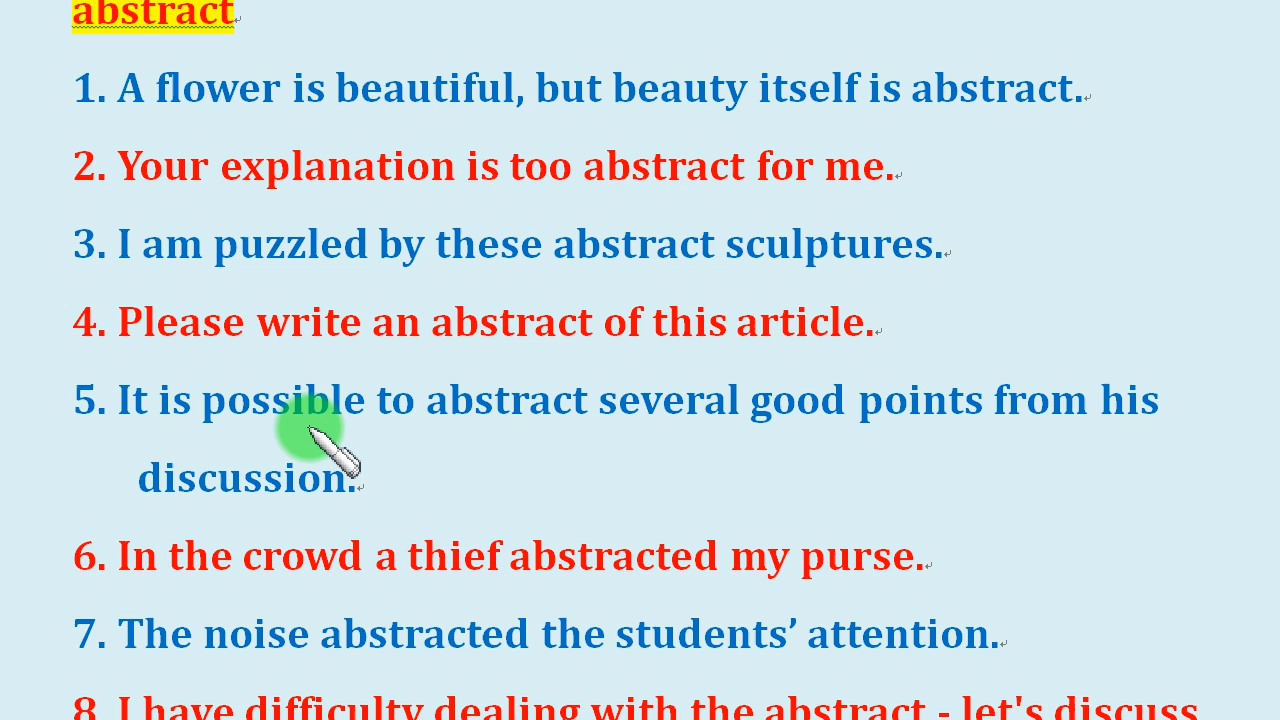 abstract
1. A flower is beautiful, but beauty itself is abstract.
2. Your explanation is too abstract for me.
3. I am puzzled by these abstract sculptures.
4. Please write an abstract of this article.
5. It is possible to abstract several good points from his
discussion.
6. In the crowd a thief abstracted my purse.
7. The noise abstracted the students’ attention.
8. I have difficulty dealing with the abstract - let's discuss